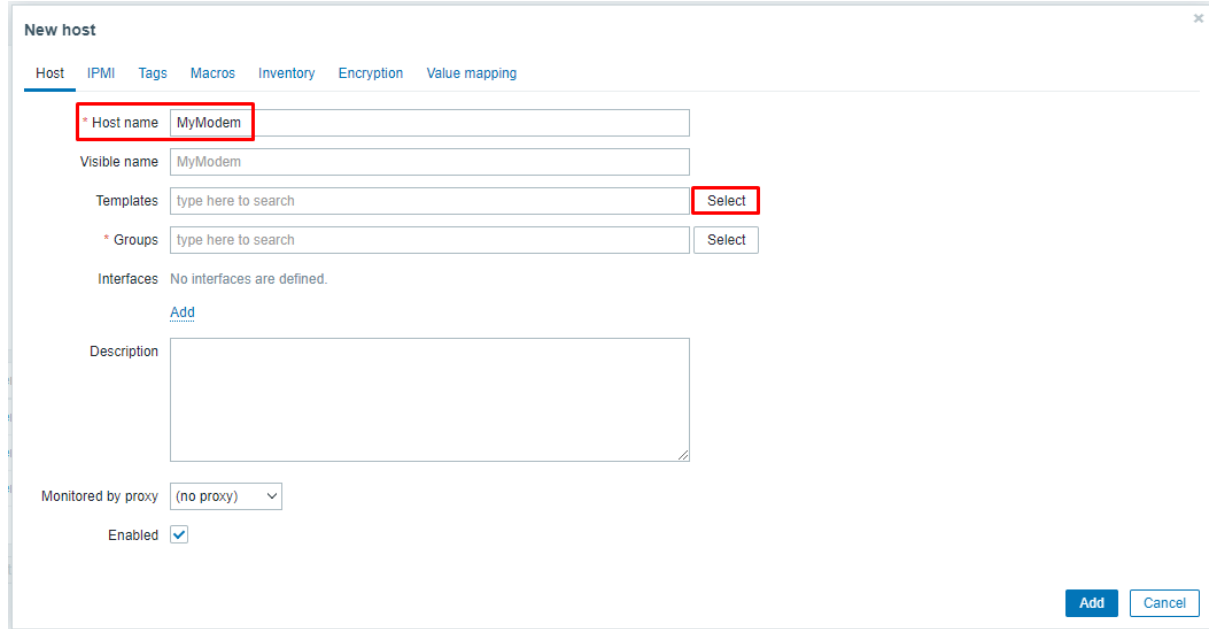 New host
Host IPMI Tags Macros Inventory Encryption Value mapping
* Host name MyModem
Visible name MyModem
Templates type here to search Select
* Groups type here to search Select
Interfaces No interfaces are defined.
Add
Description
Monitored by proxy (no proxy)
Enabled
Add Cancel